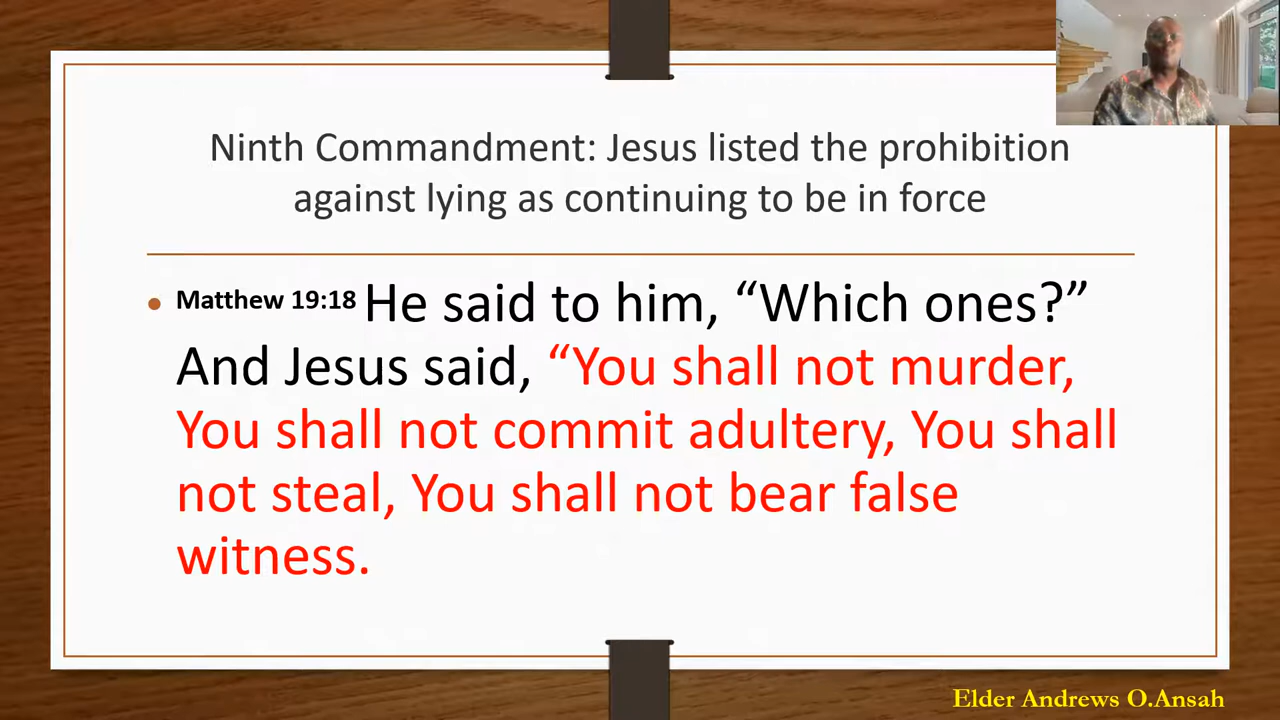 Ninth Commandment: Jesus listed the prohibition
against lying as continuing to be in force
• Matthew 19:18 He said to him, “Which ones?”
And Jesus said, “You shall not murder,
You shall not commit adultery, You shall
not steal, You shall not bear false
witness.
Elder Andrews O.Ansah